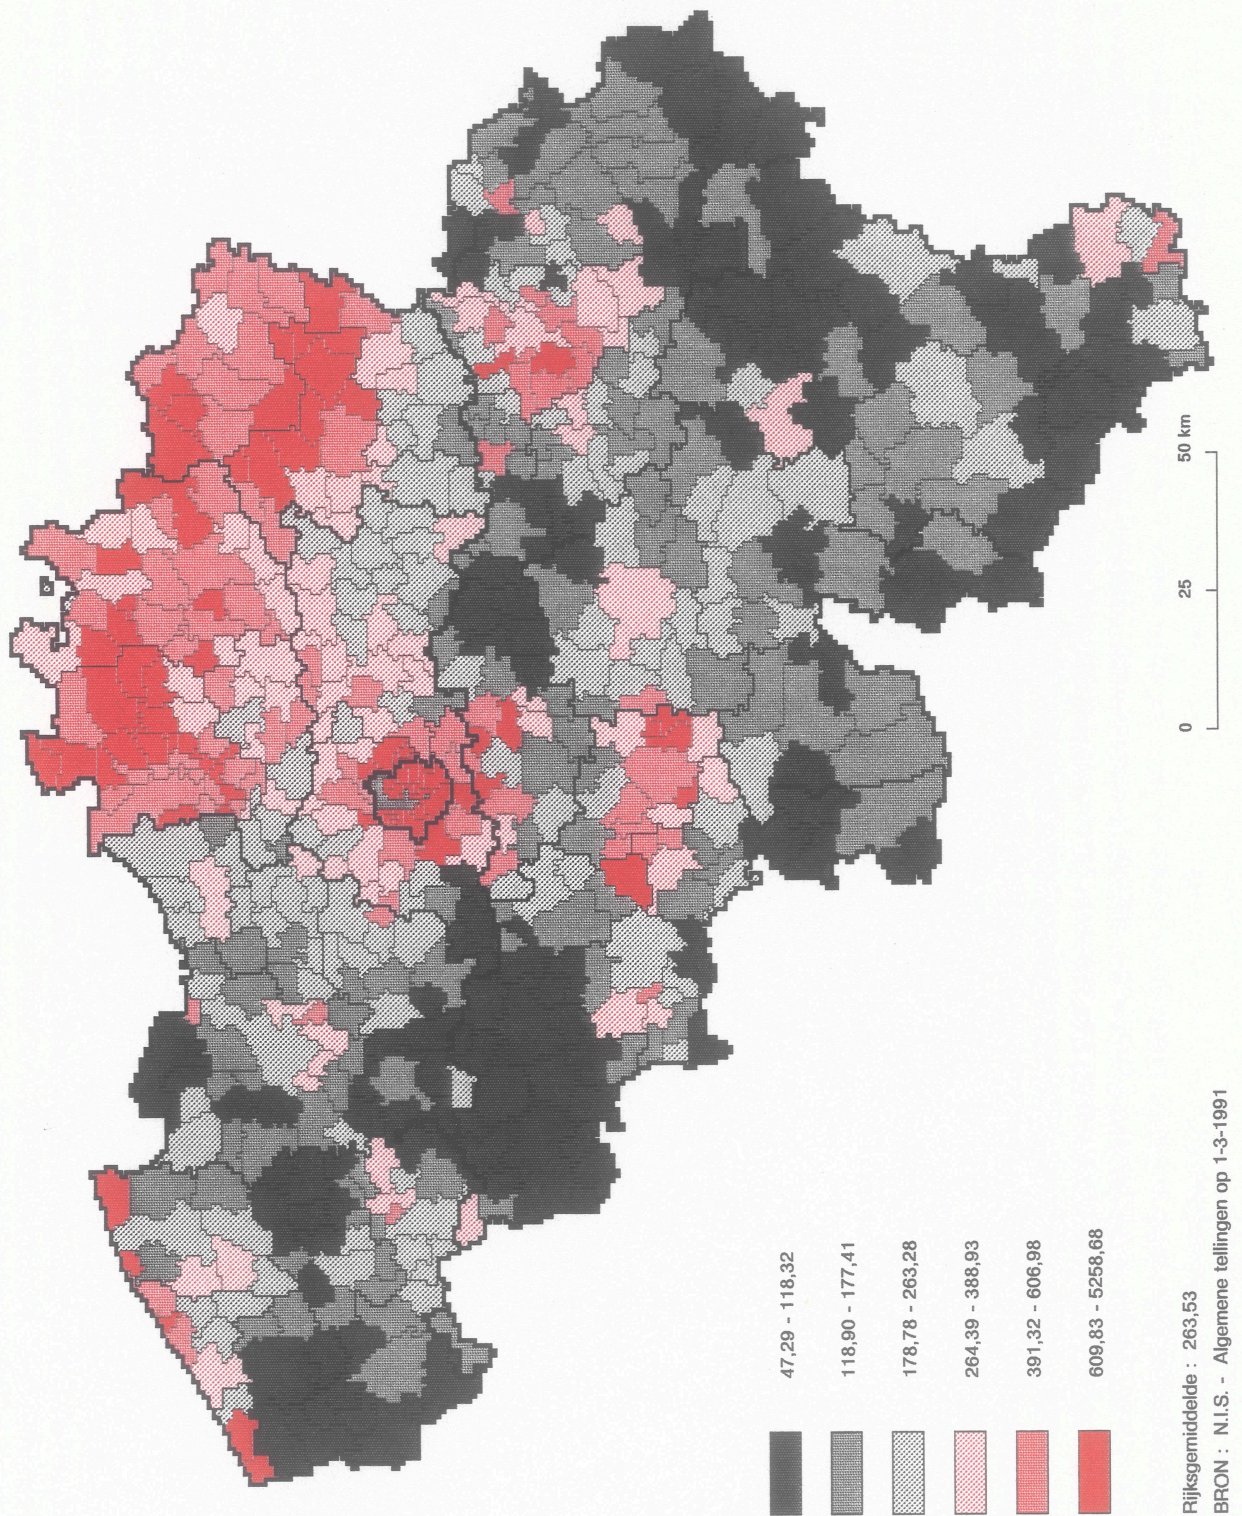 47,29 - 118,32
118,90 - 177,41
178,78 - 263,28
264,39 - 388,93
391,32 - 606,98
609,83 - 5258,68
0 25 50 km
Rijksgemiddelde : 263,53
BRON : N.I.S. - Algemene tellingen op 1-3-1991